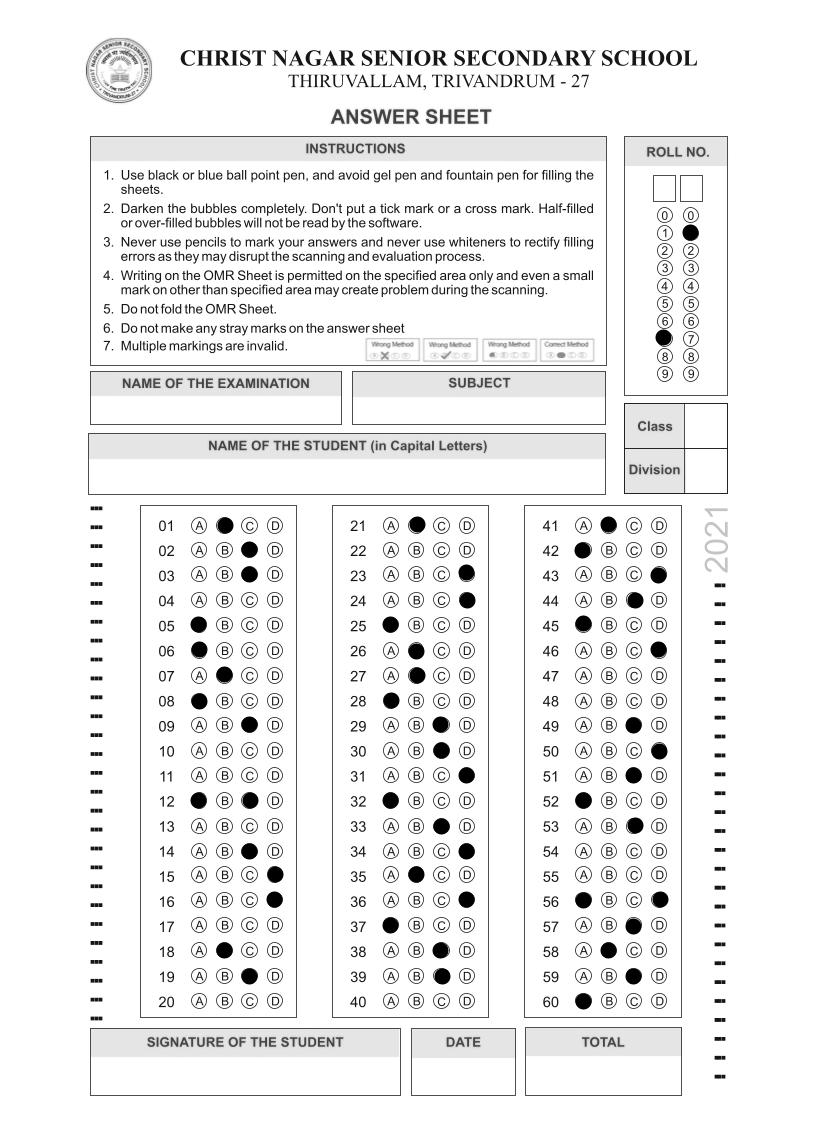 CHRIST NAGAR SENIOR SECONDARY SCHOOL
THIRUVALLAM, TRIVANDRUM - 27
ANSWER SHEET
INSTRUCTIONS
1. Use black or blue ball point pen, and avoid gel pen and fountain pen for filling the
sheets.
2. Darken the bubbles completely. Don't put a tick mark or a cross mark. Half-filled
or over-filled bubbles will not be read by the software.
3. Never use pencils to mark your answers and never use whiteners to rectify filling
errors as they may disrupt the scanning and evaluation process.
4. Writing on the OMR Sheet is permitted on the specified area only and even a small
mark on other than specified area may create problem during the scanning.
5. Do not fold the OMR Sheet.
6. Do not make any stray marks on the answer sheet
7. Multiple markings are invalid.
Wrong Method Wrong Method Wrong Method Correct Method
ROLL NO.
0 0
1
2 2
3 3
4 4
5 5
6 6
7
8 8
9 9
NAME OF THE EXAMINATION
SUBJECT
NAME OF THE STUDENT (in Capital Letters)
Class
Division
2021
01 A C D
02 A B D
03 A B D
04 A B C D
05 B C D
06 B C D
07 A C D
08 B C D
09 A B D
10 A B C D
11 A B C D
12 B D
13 A B C D
14 A B D
15 A B C
16 A B C
17 A B C D
18 A C D
19 A B D
20 A B C D
21 A C D
22 A B C D
23 A B C
24 A B C
25 B C D
26 A C D
27 A C D
28 B C D
29 A B D
30 A B D
31 A B C
32 B C D
33 A B D
34 A B C
35 A C D
36 A B C
37 B C D
38 A B D
39 A B D
40 A B C D
41 A C D
42 B C D
43 A B C
44 A B D
45 B C D
46 A B C
47 A B C D
48 A B C D
49 A B D
50 A B C
51 A B D
52 B C D
53 A B D
54 A B C D
55 A B C D
56 B C
57 A B D
58 A C D
59 A B D
60 B C D
SIGNATURE OF THE STUDENT
DATE
TOTAL